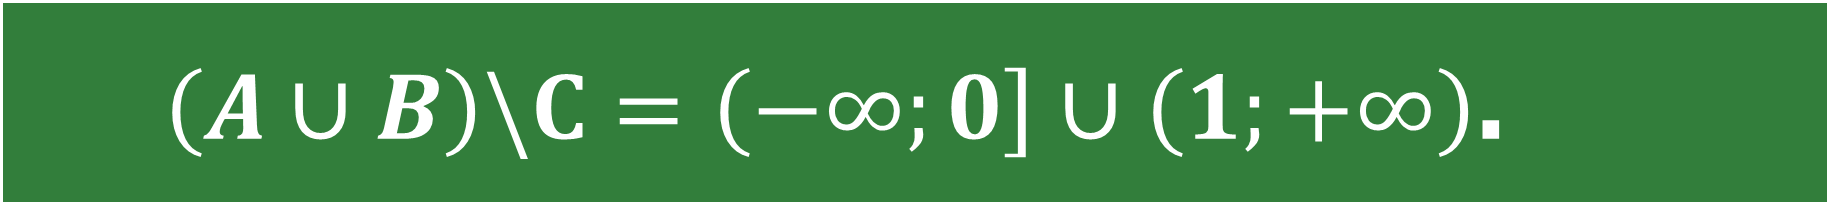 (A ∪ B)\C = (−∞; 0] ∪ (1; +∞).